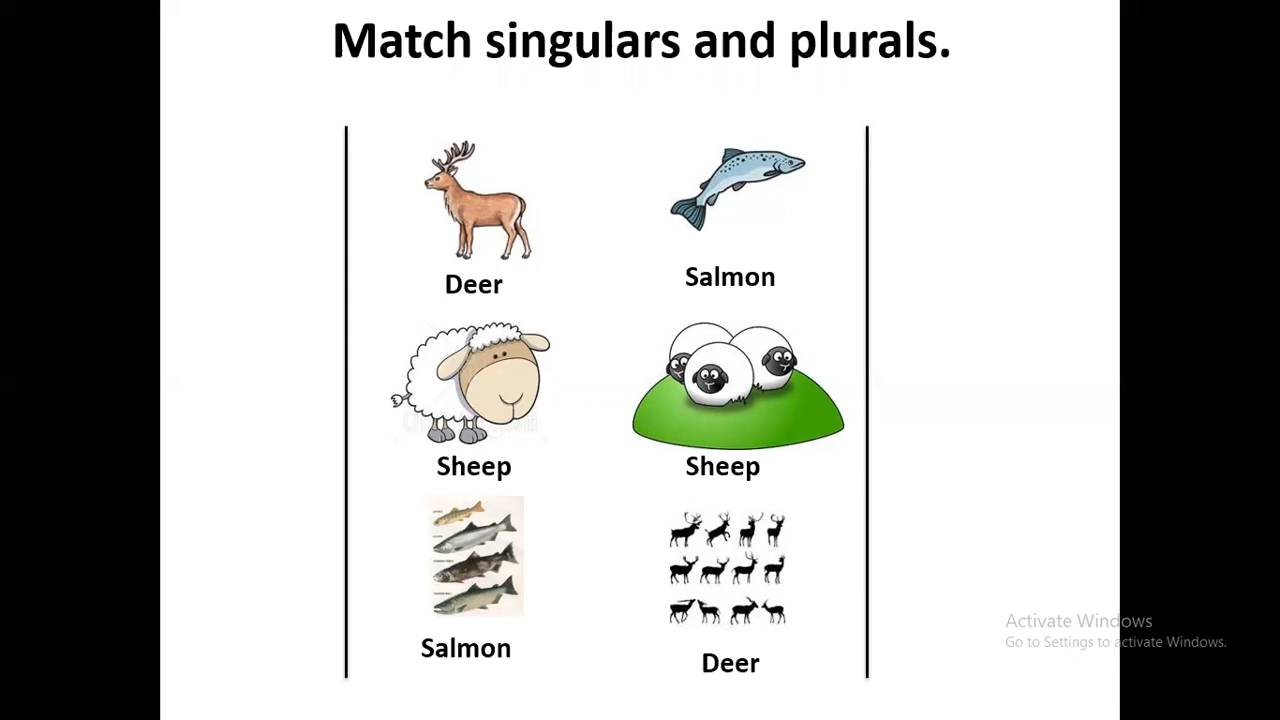 Match singulars and plurals.
Deer
Salmon
Sheep
Sheep
Salmon
Deer
Activate Windows
Go to Settings to activate Windows.